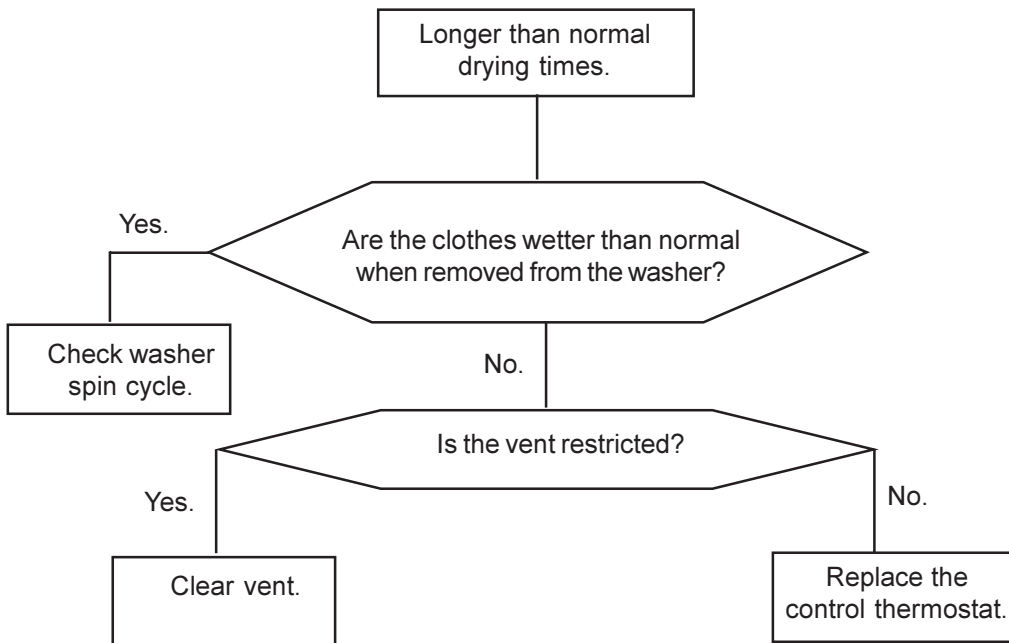 Longer than normal
drying times.
Yes.
Are the clothes wetter than normal
when removed from the washer?
Check washer
spin cycle.
No.
Is the vent restricted?
Yes.
No.
Clear vent.
Replace the
control thermostat.